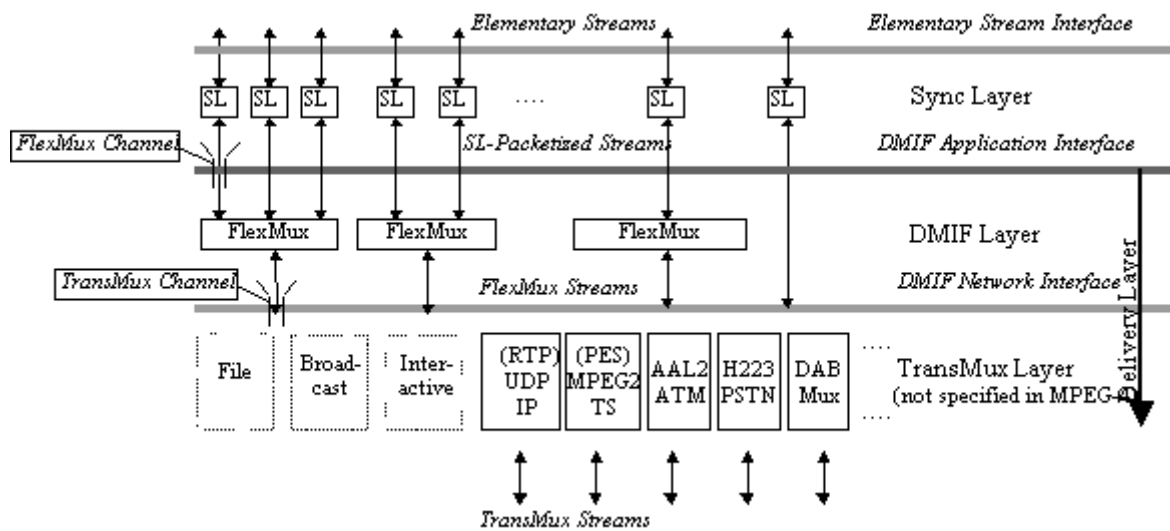 Elementary Streams
Elementary Stream Interface
SL SL SL SL SL .... SL SL
Sync Layer
FlexMux Channel
SL-Packetized Streams
DMIF Application Interface
FlexMux FlexMux FlexMux
DMIF Layer
TransMux Channel
FlexMux Streams
DMIF Network Interface
Delivery Layer
File
Broad-
cast
Inter-
active
(RTP)
UDP
IP
(PES)
MPEG2
TS
AAL2
ATM
H223
PSTN
DAB
Mux
....
....
TransMux Layer
(not specified in MPEG-
TransMux Streams